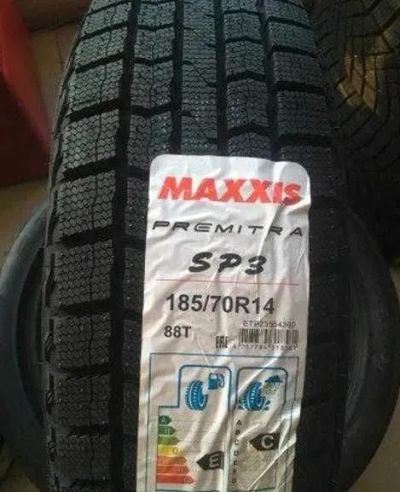 MAXXIS
PREMITRA
SP3
185/70R14
88T
EAC
E
C
A
B
C
D
E
F
G